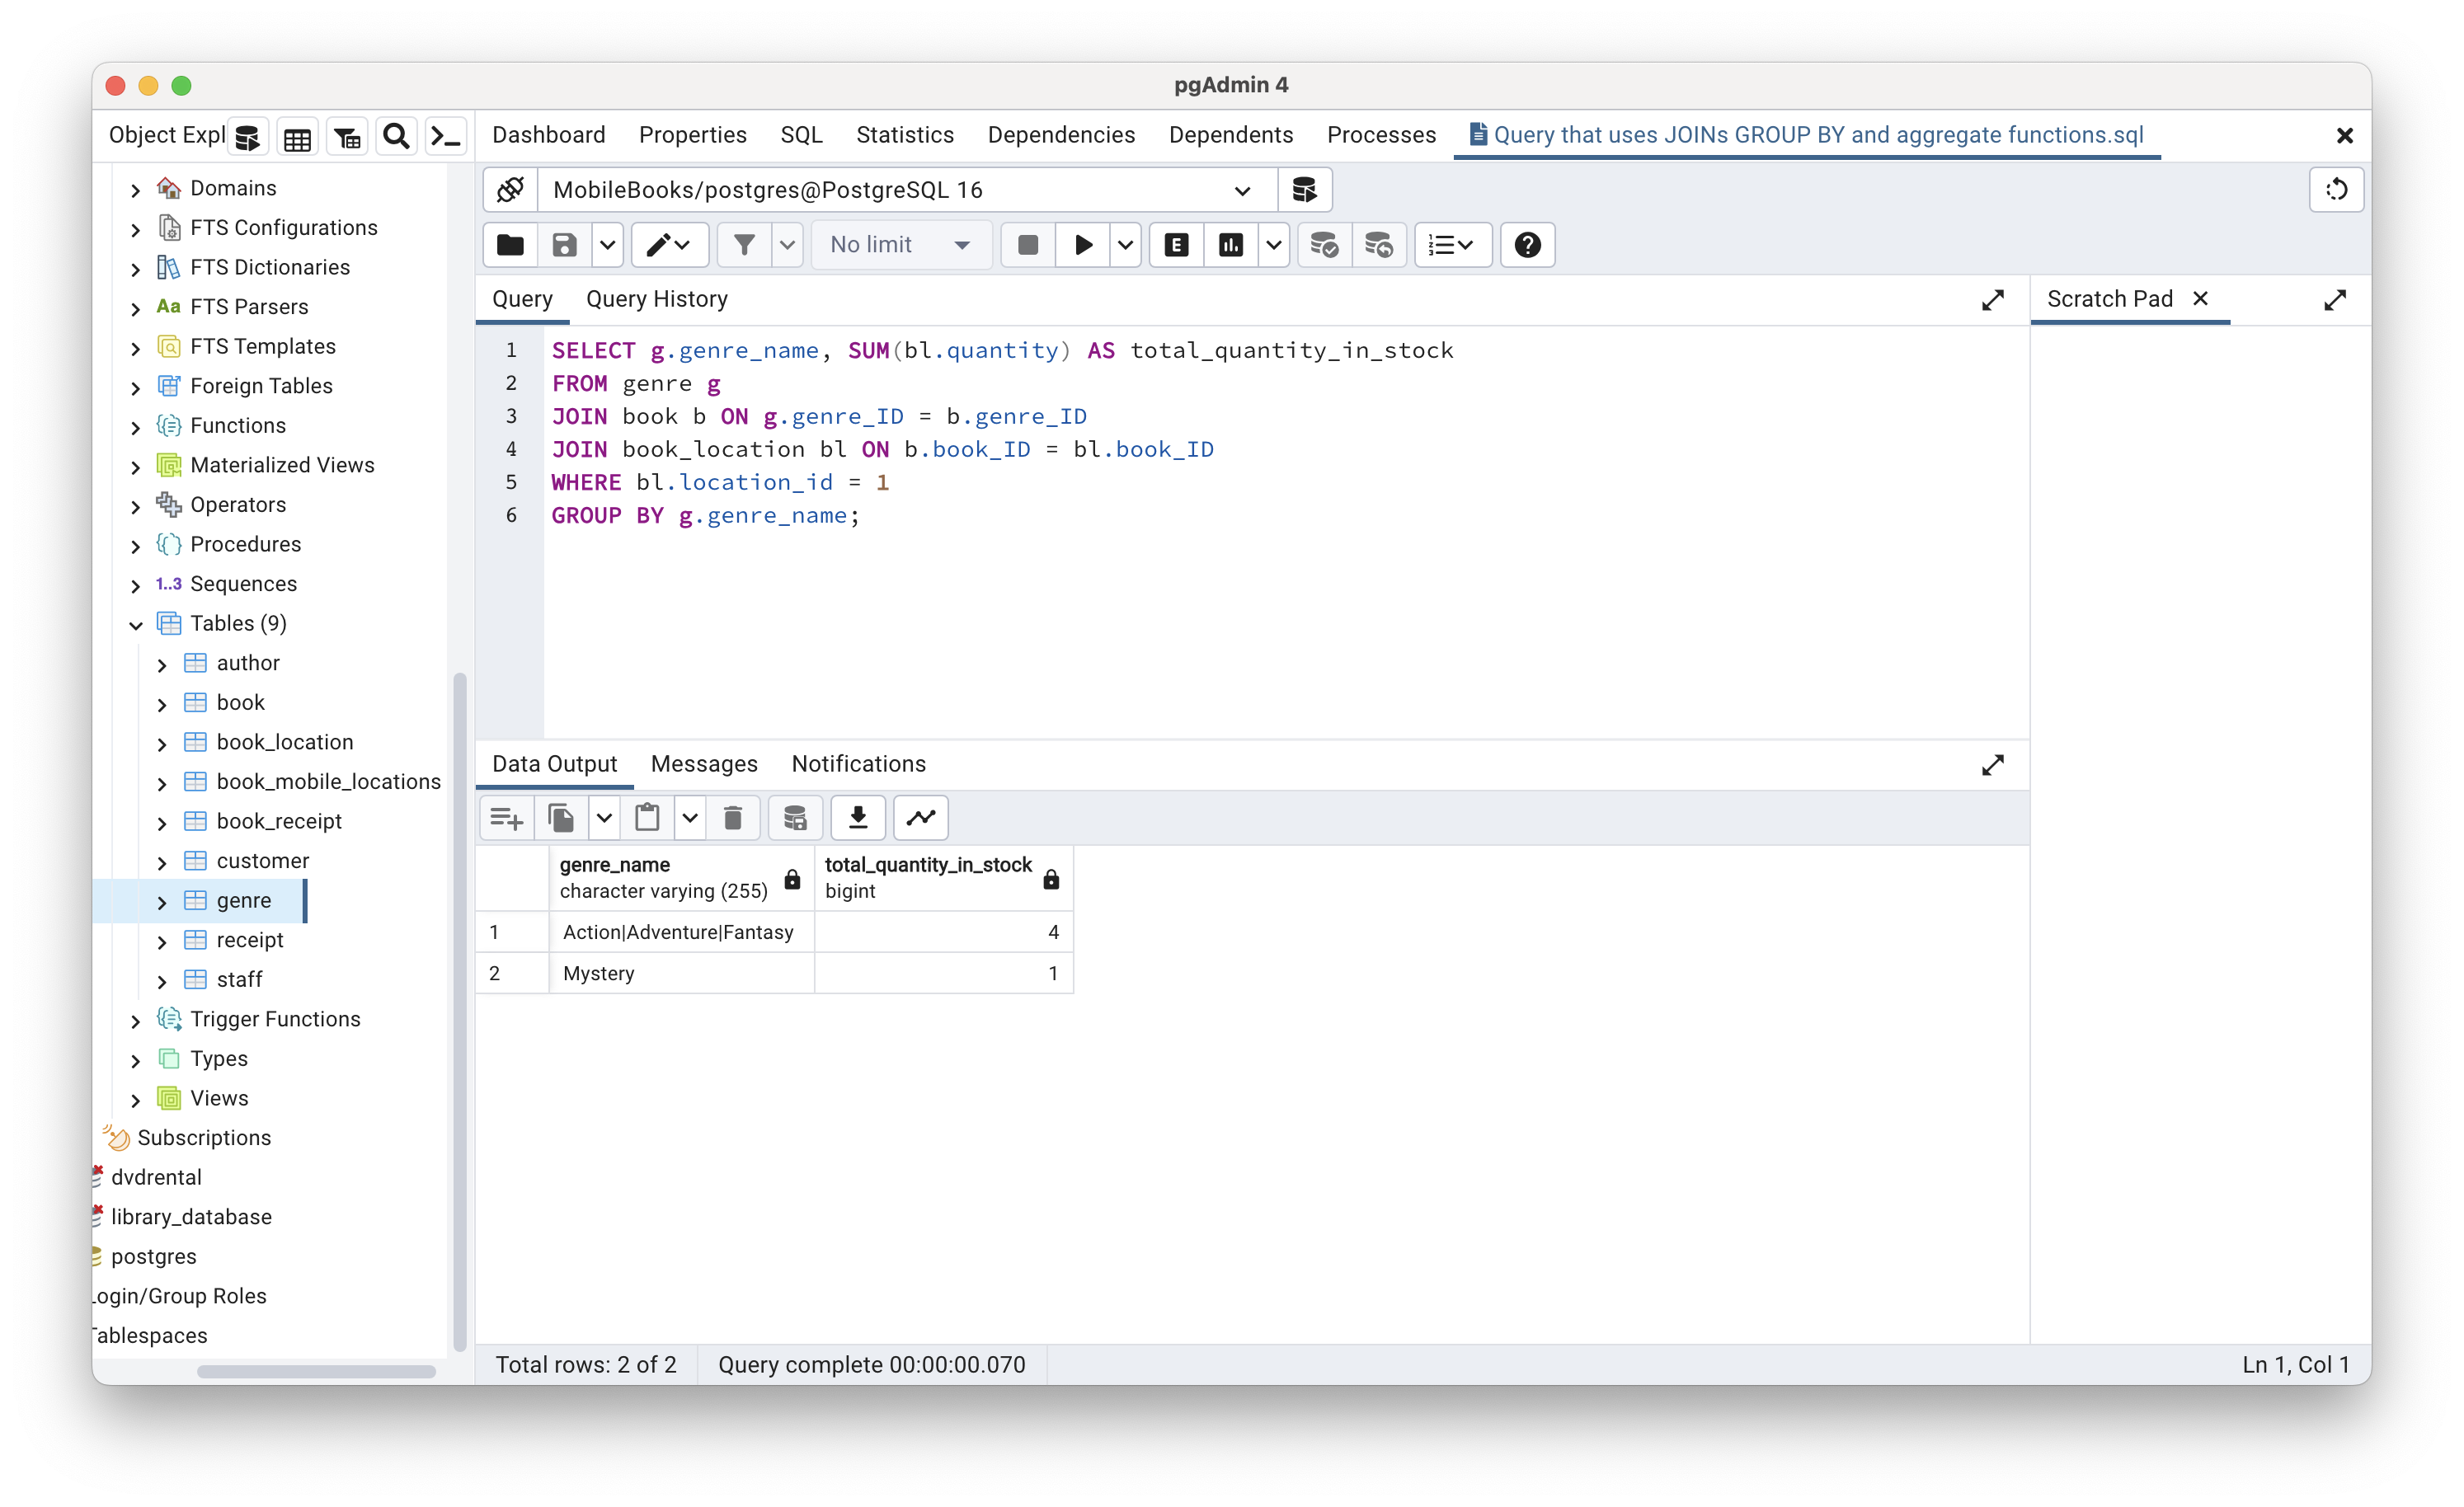 pgAdmin 4
Object Expl
Dashboard Properties SQL Statistics Dependencies Dependents Processes Query that uses JOINs GROUP BY and aggregate functions.sql
Domains
FTS Configurations
FTS Dictionaries
Aa FTS Parsers
FTS Templates
Foreign Tables
Functions
Materialized Views
Operators
Procedures
1..3 Sequences
Tables (9)
author
book
book_location
book_mobile_locations
book_receipt
customer
genre
receipt
staff
Trigger Functions
Types
Views
Subscriptions
dvdrental
library_database
postgres
Login/Group Roles
Tablespaces
MobileBooks/postgres@PostgreSQL 16
No limit
E
Query Query History
Scratch Pad
1 SELECT g.genre_name, SUM(bl.quantity) AS total_quantity_in_stock
2 FROM genre g
3 JOIN book b ON g.genre_ID = b.genre_ID
4 JOIN book_location bl ON b.book_ID = bl.book_ID
5 WHERE bl.location_id = 1
6 GROUP BY g.genre_name;
Data Output Messages Notifications
genre_name total_quantity_in_stock
character varying (255) bigint
1 Action|Adventure|Fantasy 4
2 Mystery 1
Total rows: 2 of 2 Query complete 00:00:00.070 Ln 1, Col 1